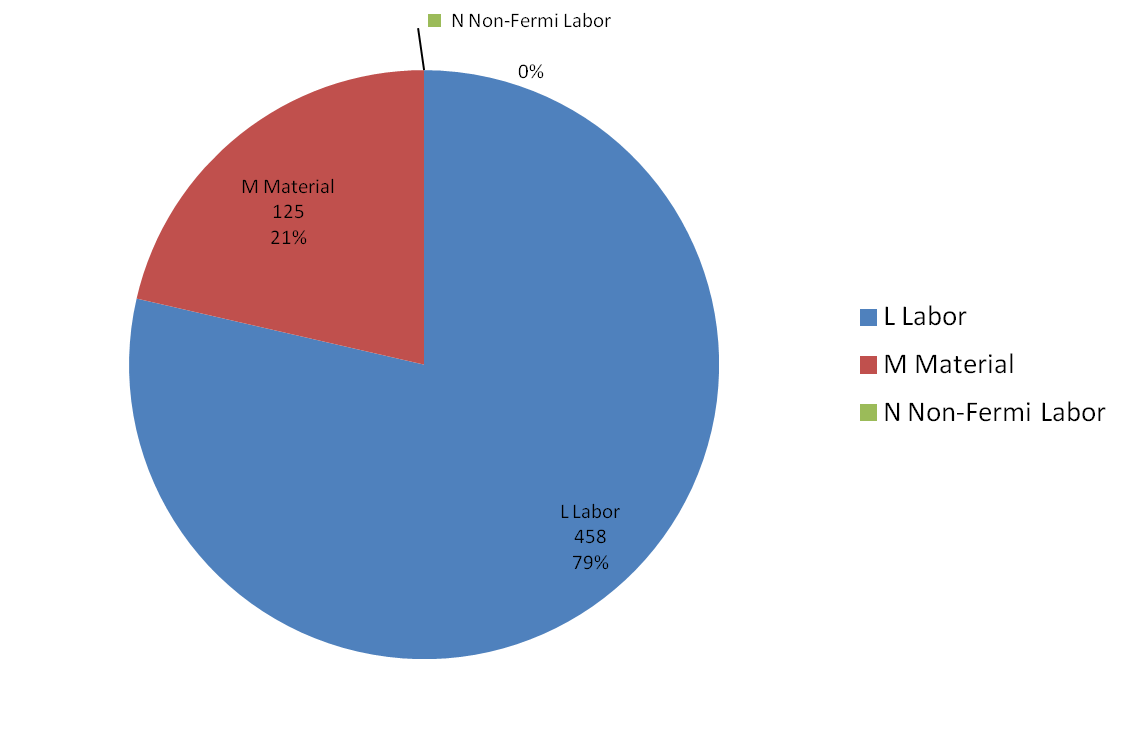 N Non-Fermi Labor
0%
M Material
125
21%
L Labor
458
79%
L Labor
M Material
N Non-Fermi Labor